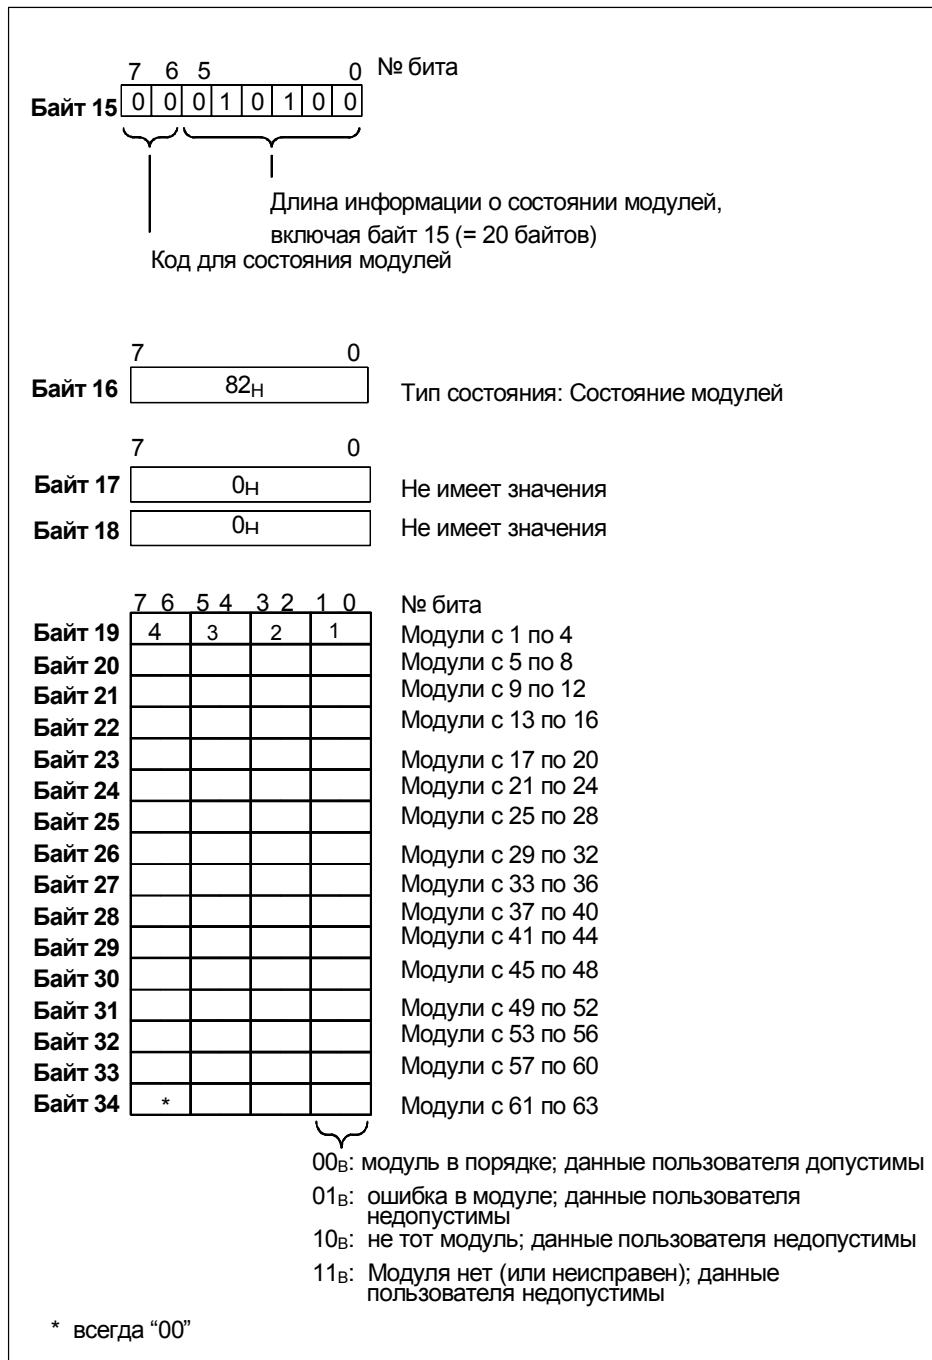 7 6 5 0 № бита
Байт 15 0 0 0 1 0 1 0 0
Длина информации о состоянии модулей,
включая байт 15 (= 20 байтов)
Код для состояния модулей
7 0
Байт 16 82H Тип состояния: Состояние модулей
7 0
Байт 17 0H Не имеет значения
Байт 18 0H Не имеет значения
7 6 5 4 3 2 1 0 № бита
Байт 19 4 3 2 1 Модули с 1 по 4
Байт 20 Модули с 5 по 8
Байт 21 Модули с 9 по 12
Байт 22 Модули с 13 по 16
Байт 23 Модули с 17 по 20
Байт 24 Модули с 21 по 24
Байт 25 Модули с 25 по 28
Байт 26 Модули с 29 по 32
Байт 27 Модули с 33 по 36
Байт 28 Модули с 37 по 40
Байт 29 Модули с 41 по 44
Байт 30 Модули с 45 по 48
Байт 31 Модули с 49 по 52
Байт 32 Модули с 53 по 56
Байт 33 Модули с 57 по 60
Байт 34 * Модули с 61 по 63
00B: модуль в порядке; данные пользователя допустимы
01B: ошибка в модуле; данные пользователя
недопустимы
10B: не тот модуль; данные пользователя недопустимы
11B: Модуля нет (или неисправен); данные
пользователя недопустимы
* всегда “00”